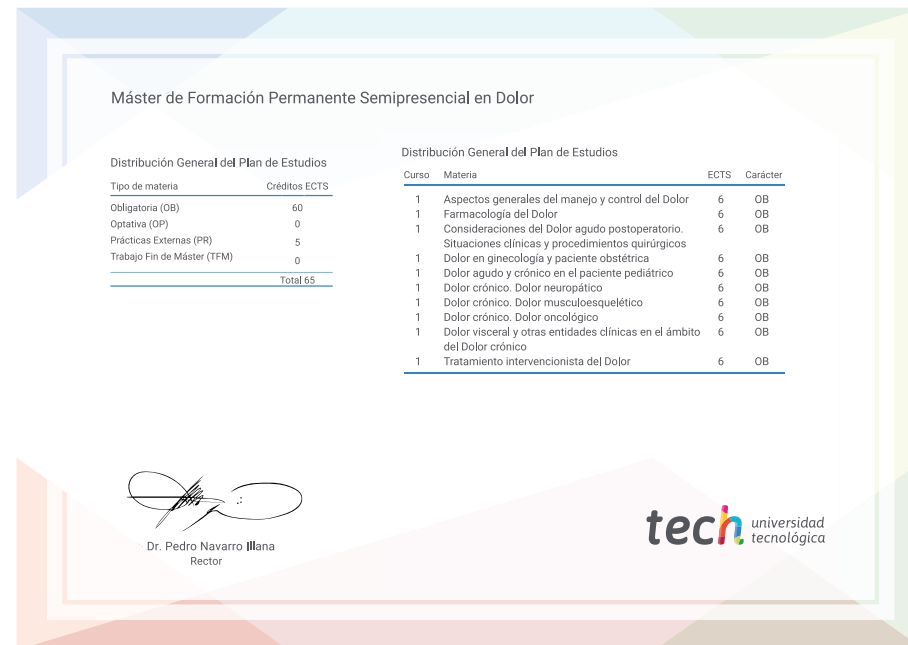 Máster de Formación Permanente Semipresencial en Dolor
Distribución General del Plan de Estudios
Tipo de materia Créditos ECTS
Obligatoria (OB) 60
Optativa (OP) 0
Prácticas Externas (PR) 5
Trabajo Fin de Máster (TFM) 0
Total 65
Distribución General del Plan de Estudios
Curso Materia ECTS Carácter
1 Aspectos generales del manejo y control del Dolor 6 OB
1 Farmacología del Dolor 6 OB
1 Consideraciones del Dolor agudo postoperatorio. 6 OB
Situaciones clínicas y procedimientos quirúrgicos
1 Dolor en ginecología y paciente obstétrica 6 OB
1 Dolor agudo y crónico en el paciente pediátrico 6 OB
1 Dolor crónico. Dolor neuropático 6 OB
1 Dolor crónico. Dolor musculoesquelético 6 OB
1 Dolor crónico. Dolor oncológico 6 OB
1 Dolor visceral y otras entidades clínicas en el ámbito 6 OB
del Dolor crónico
1 Tratamiento intervencionista del Dolor 6 OB
Dr. Pedro Navarro Illana
Rector
tech universidad
tecnológica